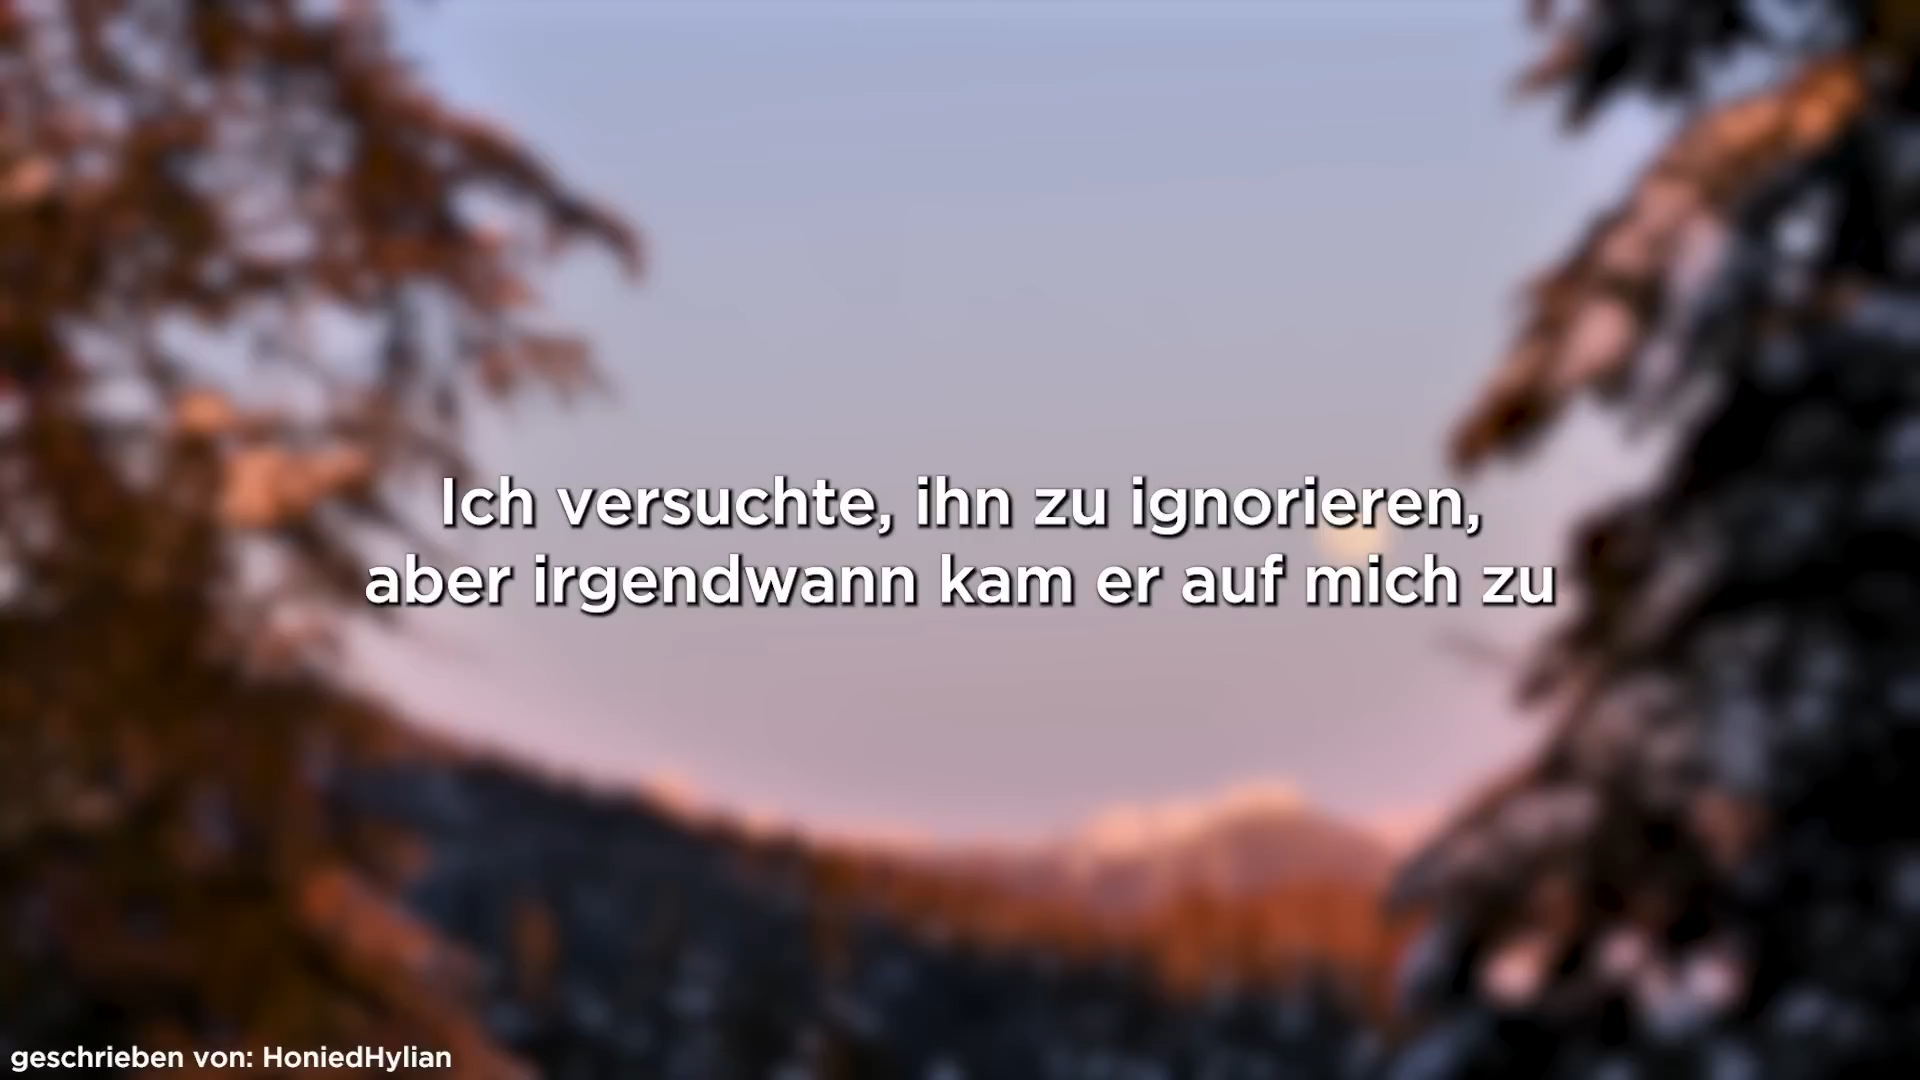 Ich versuchte, ihn zu ignorieren,
aber irgendwann kam er auf mich zu
geschrieben von: HoniedHylian